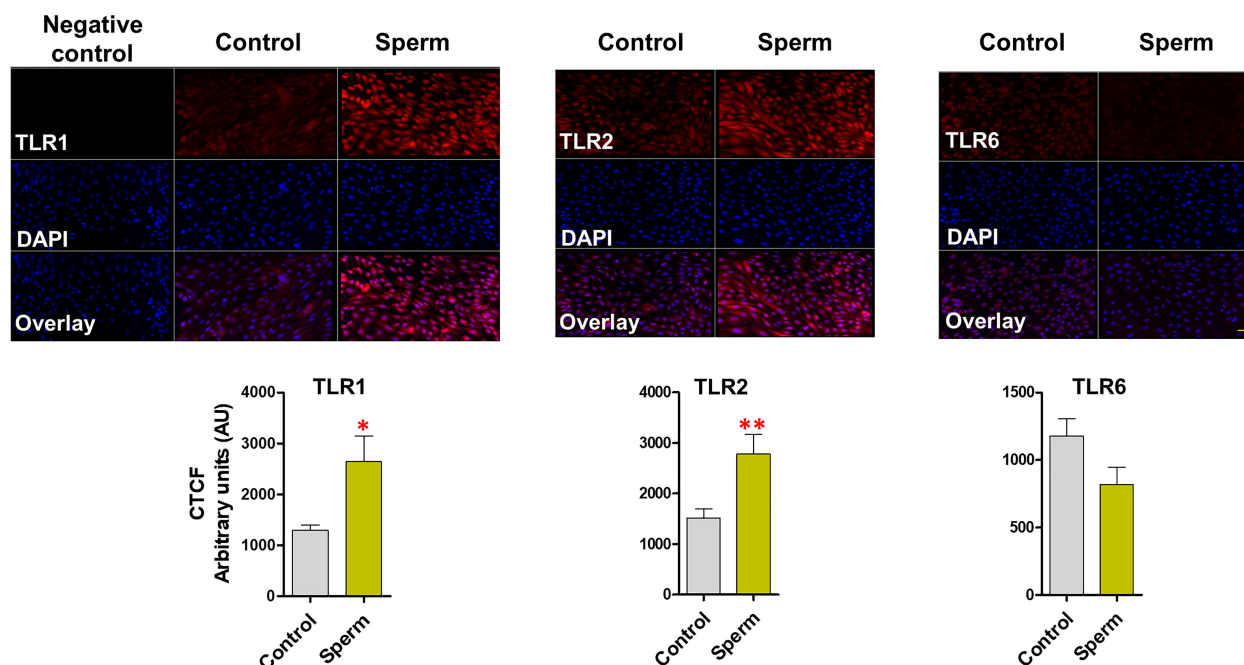 Negative control
Control
Sperm
Control
Sperm
Control
Sperm
TLR1
DAPI
Overlay
TLR2
DAPI
Overlay
TLR6
DAPI
Overlay
TLR1
CTCF
Arbitrary units (AU)
4000
3000
2000
1000
0
*
Control
Sperm
TLR2
4000
3000
2000
1000
0
**
Control
Sperm
TLR6
1500
1000
500
0
Control
Sperm